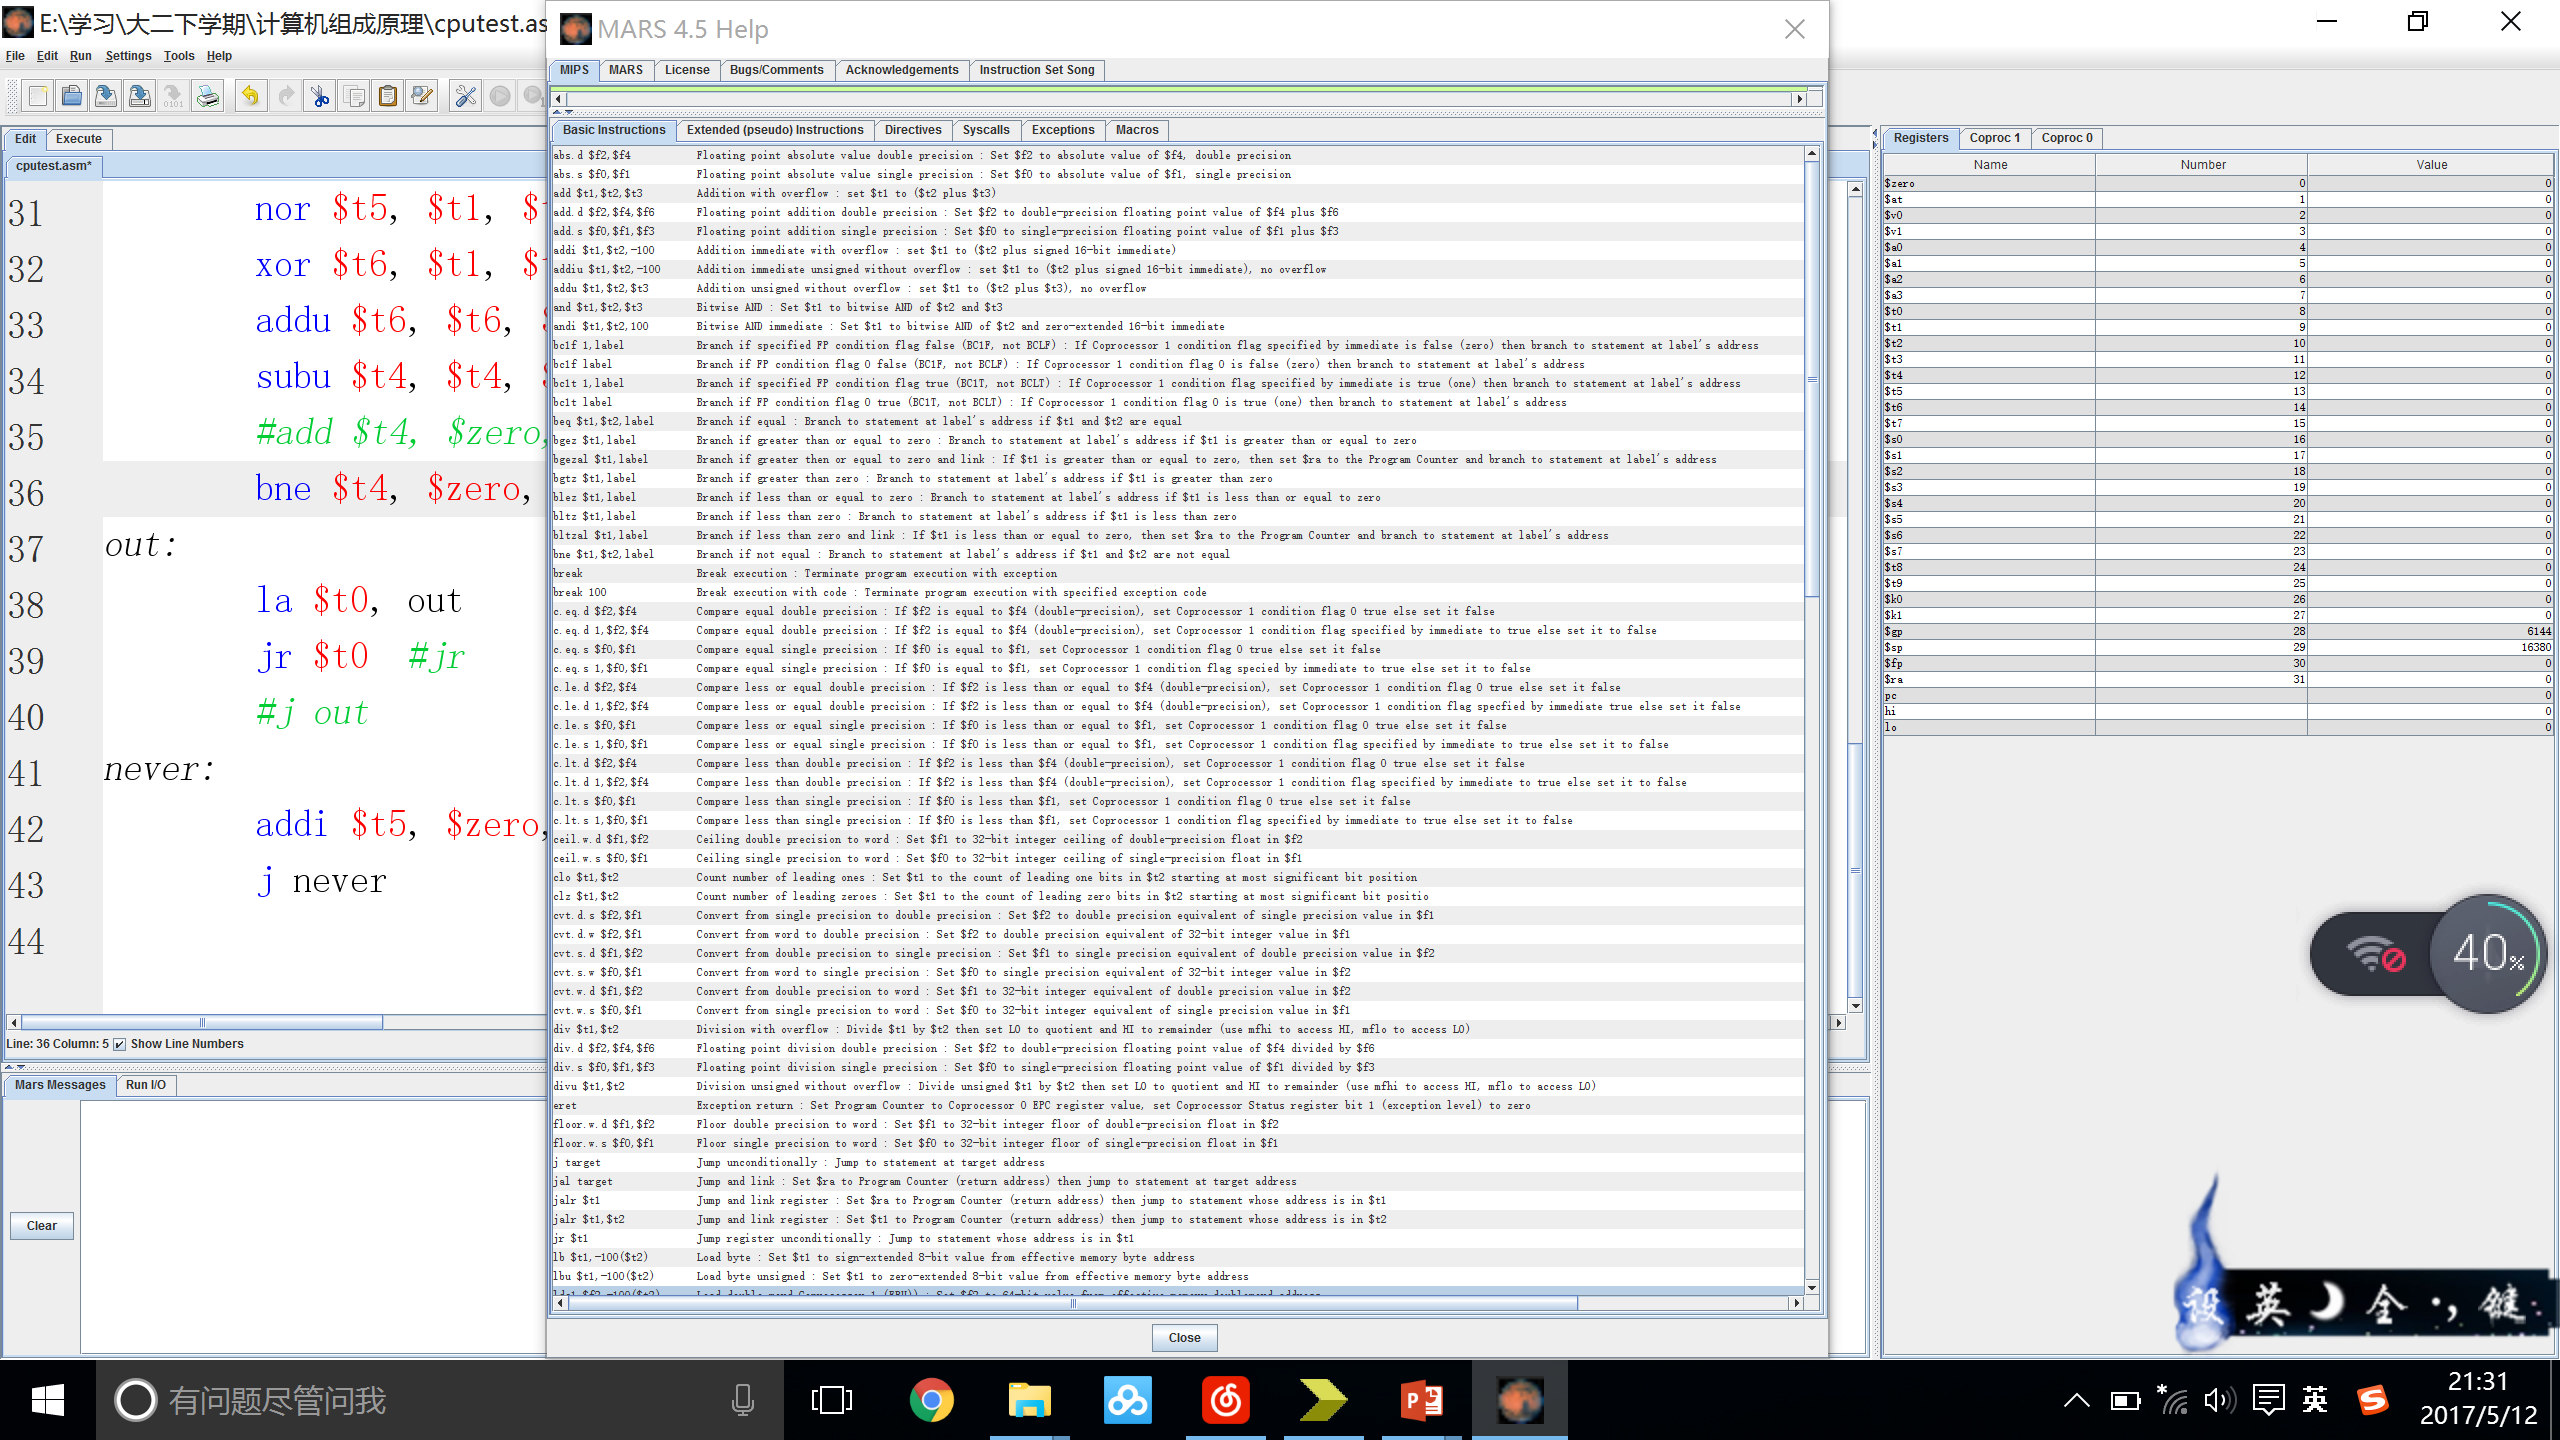 E:\学习\大二下学期\计算机组成原理\cputest.as
File Edit Run Settings Tools Help
Edit Execute
cputest.asm*
31 nor $t5, $t1, $
32 xor $t6, $t1, $
33 addu $t6, $t6,
34 subu $t4, $t4,
35 #add $t4, $zero,
36 bne $t4, $zero,
37 out:
38 la $t0, out
39 jr $t0 #jr
40 #j out
41 never:
42 addi $t5, $zero,
43 j never
44
Line: 36 Column: 5 Show Line Numbers
Mars Messages Run I/O
Clear
MARS 4.5 Help
MIPS MARS License Bugs/Comments Acknowledgements Instruction Set Song
Basic Instructions Extended (pseudo) Instructions Directives Syscalls Exceptions Macros
abs.d $f2,$f4 Floating point absolute value double precision : Set $f2 to absolute value of $f4, double precision
abs.s $f0,$f1 Floating point absolute value single precision : Set $f0 to absolute value of $f1, single precision
add $t1,$t2,$t3 Addition with overflow : set $t1 to ($t2 plus $t3)
add.d $f2,$f4,$f6 Floating point addition double precision : Set $f2 to double-precision floating point value of $f4 plus $f6
add.s $f0,$f1,$f3 Floating point addition single precision : Set $f0 to single-precision floating point value of $f1 plus $f3
addi $t1,$t2,-100 Addition immediate with overflow : set $t1 to ($t2 plus signed 16-bit immediate)
addiu $t1,$t2,-100 Addition immediate unsigned without overflow : set $t1 to ($t2 plus signed 16-bit immediate), no overflow
addu $t1,$t2,$t3 Addition unsigned without overflow : set $t1 to ($t2 plus $t3), no overflow
and $t1,$t2,$t3 Bitwise AND : Set $t1 to bitwise AND of $t2 and $t3
andi $t1,$t2,100 Bitwise AND immediate : Set $t1 to bitwise AND of $t2 and zero-extended 16-bit immediate
bc1f 1,label Branch if specified FP condition flag false (BC1F, not BCLF) : If Coprocessor 1 condition flag specified by immediate is false (zero) then branch to statement at label's address
bc1f label Branch if FP condition flag 0 false (BC1F, not BCLF) : If Coprocessor 1 condition flag 0 is false (zero) then branch to statement at label's address
bc1t 1,label Branch if specified FP condition flag true (BC1T, not BCLT) : If Coprocessor 1 condition flag specified by immediate is true (one) then branch to statement at label's address
bc1t label Branch if FP condition flag 0 true (BC1T, not BCLT) : If Coprocessor 1 condition flag 0 is true (one) then branch to statement at label's address
beq $t1,$t2,label Branch if equal : Branch to statement at label's address if $t1 and $t2 are equal
bgez $t1,label Branch if greater than or equal to zero : Branch to statement at label's address if $t1 is greater than or equal to zero
bgezal $t1,label Branch if greater then or equal to zero and link : If $t1 is greater than or equal to zero, then set $ra to the Program Counter and branch to statement at label's address
bgtz $t1,label Branch if greater than zero : Branch to statement at label's address if $t1 is greater than zero
blez $t1,label Branch if less than or equal to zero : Branch to statement at label's address if $t1 is less than or equal to zero
bltz $t1,label Branch if less than zero : Branch to statement at label's address if $t1 is less than zero
bltzal $t1,label Branch if less than zero and link : If $t1 is less than or equal to zero, then set $ra to the Program Counter and branch to statement at label's address
bne $t1,$t2,label Branch if not equal : Branch to statement at label's address if $t1 and $t2 are not equal
break Break execution : Terminate program execution with exception
break 100 Break execution with code : Terminate program execution with specified exception code
c.eq.d $f2,$f4 Compare equal double precision : If $f2 is equal to $f4 (double-precision), set Coprocessor 1 condition flag 0 true else set it false
c.eq.d 1,$f2,$f4 Compare equal double precision : If $f2 is equal to $f4 (double-precision), set Coprocessor 1 condition flag specified by immediate to true else set it to false
c.eq.s $f0,$f1 Compare equal single precision : If $f0 is equal to $f1, set Coprocessor 1 condition flag 0 true else set it false
c.eq.s 1,$f0,$f1 Compare equal single precision : If $f0 is equal to $f1, set Coprocessor 1 condition flag specied by immediate to true else set it to false
c.le.d $f2,$f4 Compare less or equal double precision : If $f2 is less than or equal to $f4 (double-precision), set Coprocessor 1 condition flag 0 true else set it false
c.le.d 1,$f2,$f4 Compare less or equal double precision : If $f2 is less than or equal to $f4 (double-precision), set Coprocessor 1 condition flag specfied by immediate true else set it false
c.le.s $f0,$f1 Compare less or equal single precision : If $f0 is less than or equal to $f1, set Coprocessor 1 condition flag 0 true else set it false
c.le.s 1,$f0,$f1 Compare less or equal single precision : If $f0 is less than or equal to $f1, set Coprocessor 1 condition flag specified by immediate to true else set it to false
c.lt.d $f2,$f4 Compare less than double precision : If $f2 is less than $f4 (double-precision), set Coprocessor 1 condition flag 0 true else set it false
c.lt.d 1,$f2,$f4 Compare less than double precision : If $f2 is less than $f4 (double-precision), set Coprocessor 1 condition flag specified by immediate to true else set it to false
c.lt.s $f0,$f1 Compare less than single precision : If $f0 is less than $f1, set Coprocessor 1 condition flag 0 true else set it false
c.lt.s 1,$f0,$f1 Compare less than single precision : If $f0 is less than $f1, set Coprocessor 1 condition flag specified by immediate to true else set it to false
ceil.w.d $f1,$f2 Ceiling double precision to word : Set $f1 to 32-bit integer ceiling of double-precision float in $f2
ceil.w.s $f0,$f1 Ceiling single precision to word : Set $f0 to 32-bit integer ceiling of single-precision float in $f1
clo $t1,$t2 Count number of leading ones : Set $t1 to the count of leading one bits in $t2 starting at most significant bit position
clz $t1,$t2 Count number of leading zeroes : Set $t1 to the count of leading zero bits in $t2 starting at most significant bit positio
cvt.d.s $f2,$f1 Convert from single precision to double precision : Set $f2 to double precision equivalent of single precision value in $f1
cvt.d.w $f2,$f1 Convert from word to double precision : Set $f2 to double precision equivalent of 32-bit integer value in $f1
cvt.s.d $f1,$f2 Convert from double precision to single precision : Set $f1 to single precision equivalent of double precision value in $f2
cvt.s.w $f0,$f1 Convert from word to single precision : Set $f0 to single precision equivalent of 32-bit integer value in $f2
cvt.w.d $f1,$f2 Convert from double precision to word : Set $f1 to 32-bit integer equivalent of double precision value in $f2
cvt.w.s $f0,$f1 Convert from single precision to word : Set $f0 to 32-bit integer equivalent of single precision value in $f1
div $t1,$t2 Division with overflow : Divide $t1 by $t2 then set LO to quotient and HI to remainder (use mfhi to access HI, mflo to access LO)
div.d $f2,$f4,$f6 Floating point division double precision : Set $f2 to double-precision floating point value of $f4 divided by $f6
div.s $f0,$f1,$f3 Floating point division single precision : Set $f0 to single-precision floating point value of $f1 divided by $f3
divu $t1,$t2 Division unsigned without overflow : Divide unsigned $t1 by $t2 then set LO to quotient and HI to remainder (use mfhi to access HI, mflo to access LO)
eret Exception return : Set Program Counter to Coprocessor 0 EPC register value, set Coprocessor Status register bit 1 (exception level) to zero
floor.w.d $f1,$f2 Floor double precision to word : Set $f1 to 32-bit integer floor of double-precision float in $f2
floor.w.s $f0,$f1 Floor single precision to word : Set $f0 to 32-bit integer floor of single-precision float in $f1
j target Jump unconditionally : Jump to statement at target address
jal target Jump and link : Set $ra to Program Counter (return address) then jump to statement at target address
jalr $t1 Jump and link register : Set $ra to Program Counter (return address) then jump to statement whose address is in $t1
jalr $t1,$t2 Jump and link register : Set $t1 to Program Counter (return address) then jump to statement whose address is in $t2
jr $t1 Jump register unconditionally : Jump to statement whose address is in $t1
lb $t1,-100($t2) Load byte : Set $t1 to sign-extended 8-bit value from effective memory byte address
lbu $t1,-100($t2) Load byte unsigned : Set $t1 to zero-extended 8-bit value from effective memory byte address
Close
Registers Coproc 1 Coproc 0
Name Number Value
$zero 0 0
$at 1 0
$v0 2 0
$v1 3 0
$a0 4 0
$a1 5 0
$a2 6 0
$a3 7 0
$t0 8 0
$t1 9 0
$t2 10 0
$t3 11 0
$t4 12 0
$t5 13 0
$t6 14 0
$t7 15 0
$s0 16 0
$s1 17 0
$s2 18 0
$s3 19 0
$s4 20 0
$s5 21 0
$s6 22 0
$s7 23 0
$t8 24 0
$t9 25 0
$k0 26 0
$k1 27 0
$gp 28 6144
$sp 29 16380
$fp 30 0
$ra 31 0
pc 0
hi 0
lo 0
40%
设 英 全 ·, 键
有问题尽管问我
英
21:31
2017/5/12